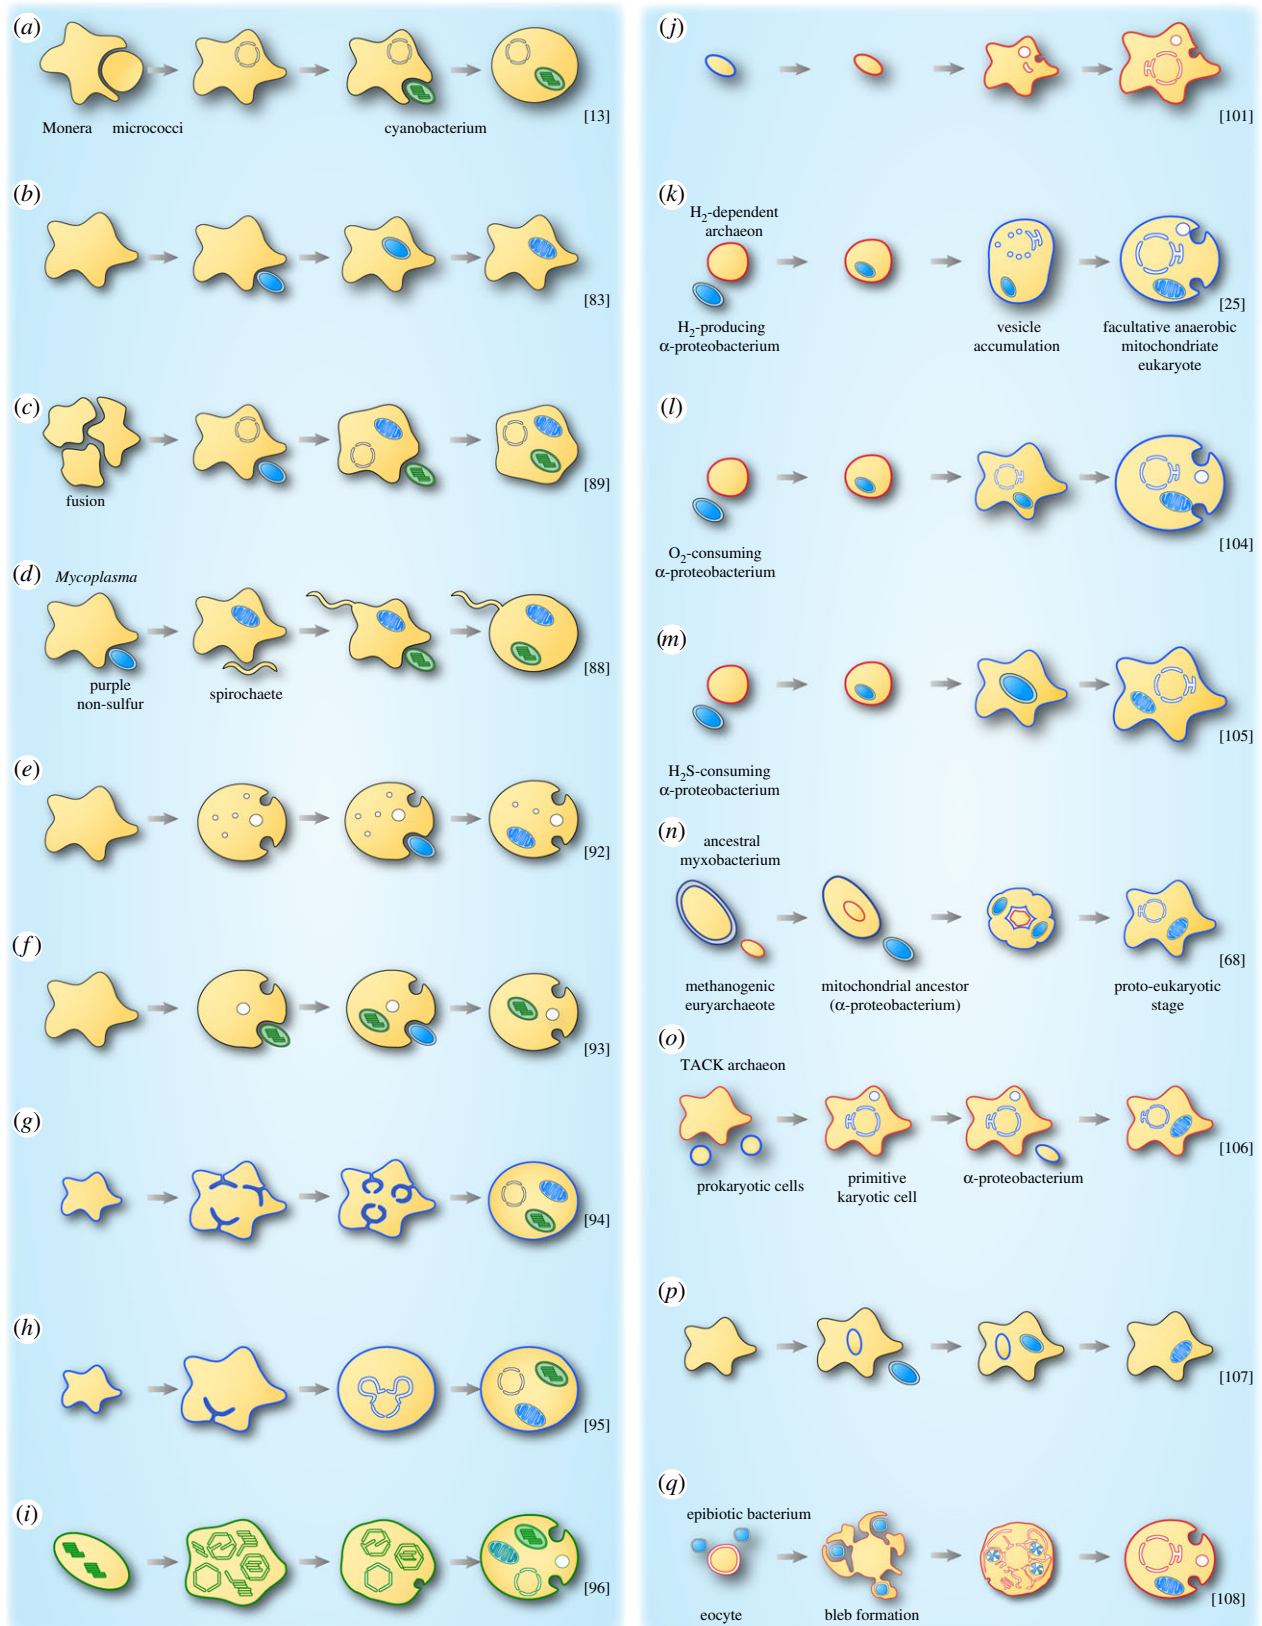 (a)
Monera micrococci
cyanobacterium
[13]
(b)
[83]
(c)
fusion
[89]
(d)
Mycoplasma
purple
non-sulfur
spirochaete
[88]
(e)
[92]
(f)
[93]
(g)
[94]
(h)
[95]
(i)
[96]
(j)
[101]
(k)
H₂-dependent
archaeon
H₂-producing
α-proteobacterium
vesicle
accumulation
[25]
facultative anaerobic
mitochondriate
eukaryote
(l)
O₂-consuming
α-proteobacterium
[104]
(m)
H₂S-consuming
α-proteobacterium
[105]
(n)
ancestral
myxobacterium
methanogenic
euryarchaeote
mitochondrial ancestor
(α-proteobacterium)
[68]
proto-eukaryotic
stage
(o)
TACK archaeon
prokaryotic cells
primitive
karyotic cell
α-proteobacterium
[106]
(p)
[107]
(q)
epibiotic bacterium
eocyte
bleb formation
[108]